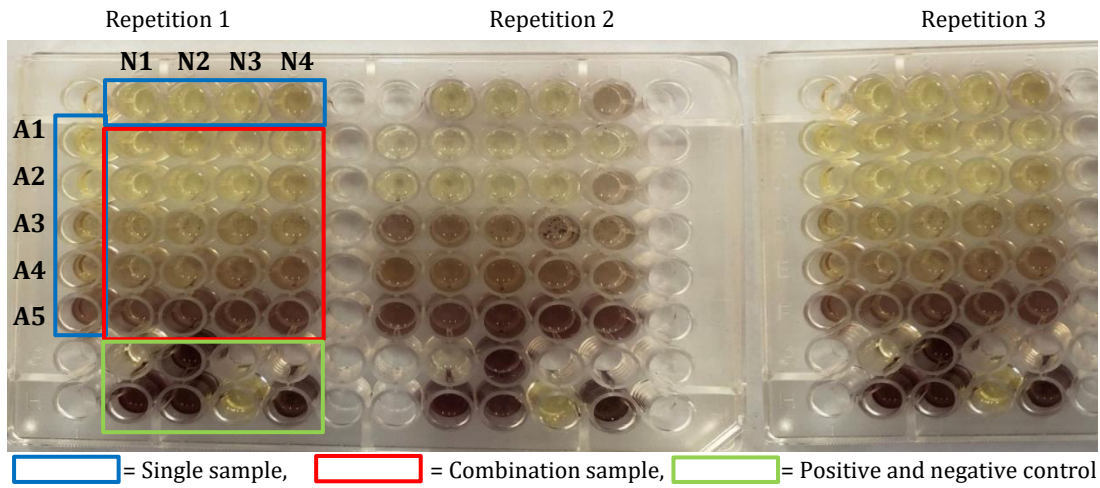 Repetition 1 Repetition 2 Repetition 3
N1 N2 N3 N4
A1
A2
A3
A4
A5
= Single sample, = Combination sample, = Positive and negative control